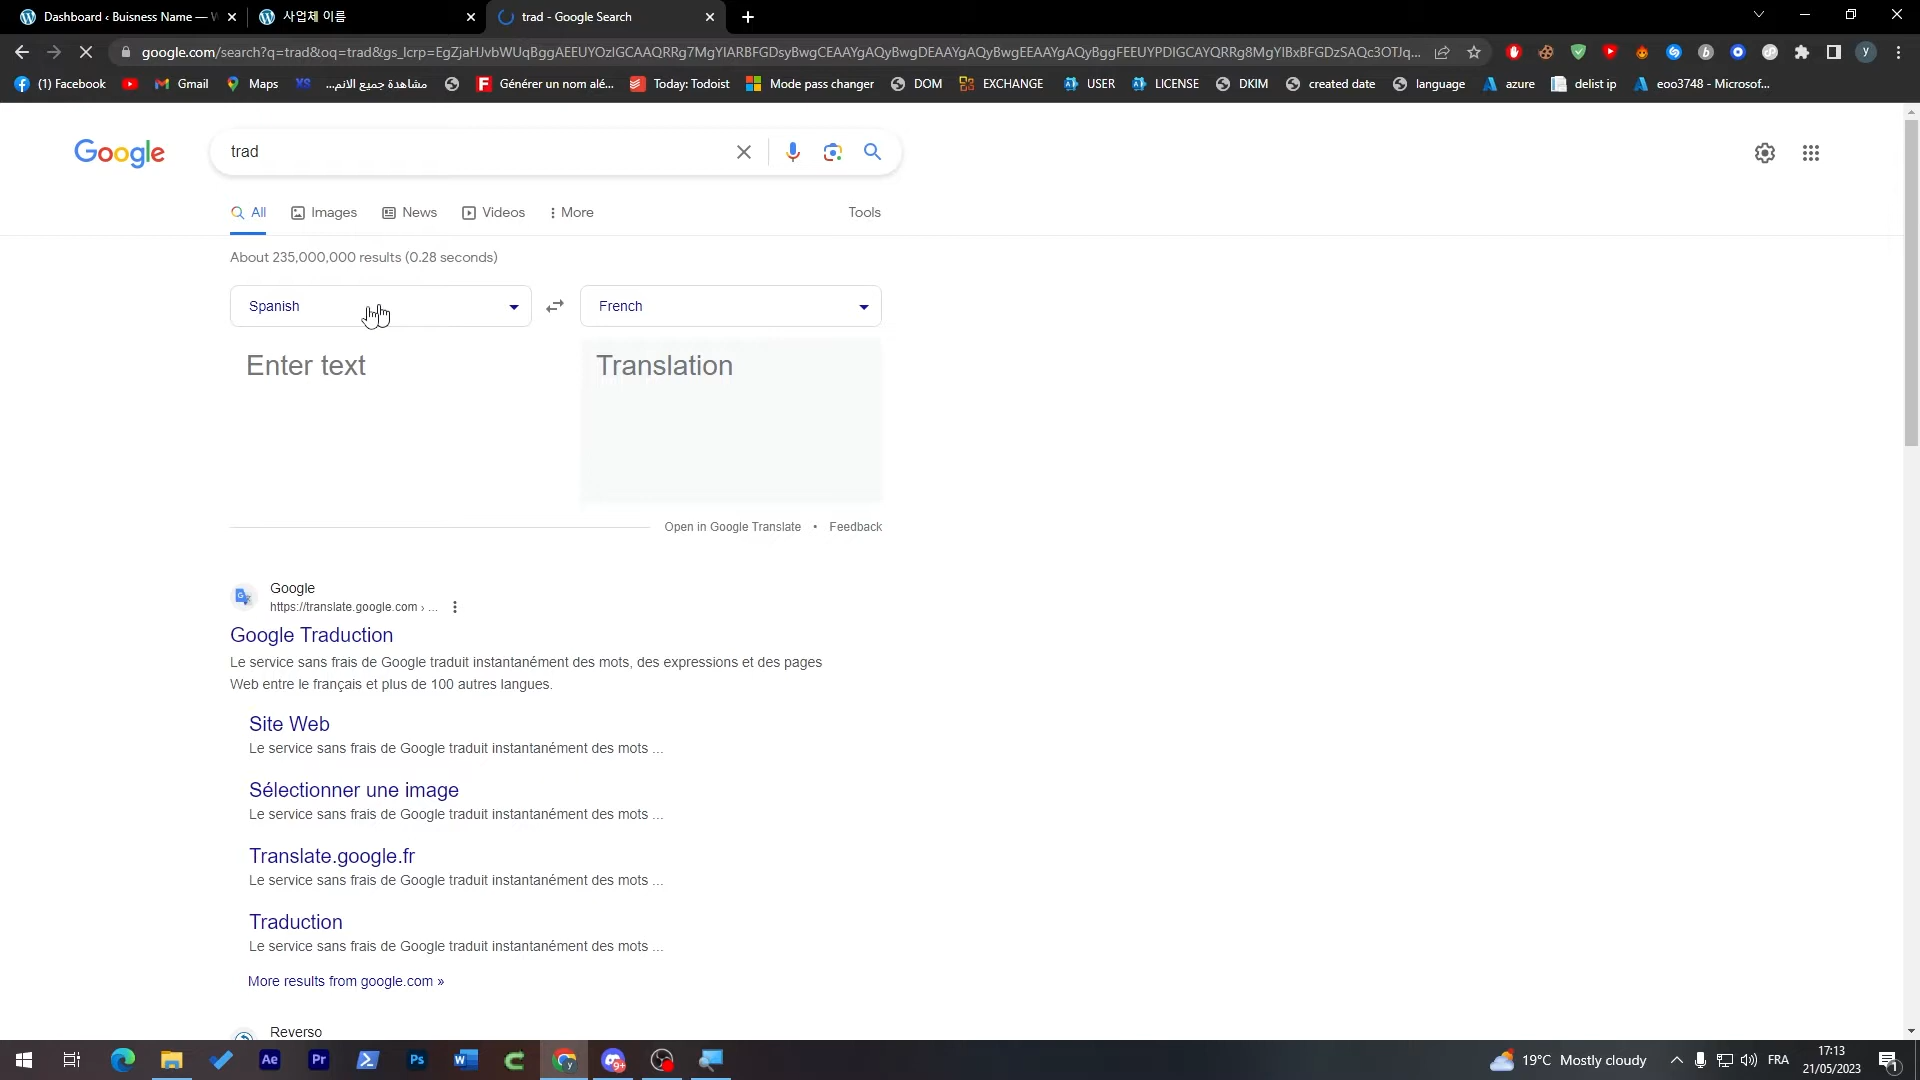 Dashboard ‹ Buisness Name — W
사업체 이름
trad - Google Search
google.com/search?q=trad&oq=trad&gs_lcrp=EgZjaHJvbWUqBggAEEUYOzIGCAAQRRg7MgYIARBFGDsyBwgCEAAYgAQyBwgDEAAYgAQyBwgEEAAYgAQyBggFEEUYPDIGCAYQRRg8MgYIBxBFGDzSAQc3OTJq...
(1) Facebook
Gmail
Maps
مشاهدة جميع الانم...
Générer un nom alé...
Today: Todoist
Mode pass changer
DOM
EXCHANGE
USER
LICENSE
DKIM
created date
language
azure
delist ip
eoo3748 - Microsof...
Google
trad
All
Images
News
Videos
More
Tools
About 235,000,000 results (0.28 seconds)
Spanish
French
Enter text
Translation
Open in Google Translate • Feedback
Google
https://translate.google.com › ...
Google Traduction
Le service sans frais de Google traduit instantanément des mots, des expressions et des pages
Web entre le français et plus de 100 autres langues.
Site Web
Le service sans frais de Google traduit instantanément des mots ...
Sélectionner une image
Le service sans frais de Google traduit instantanément des mots ...
Translate.google.fr
Le service sans frais de Google traduit instantanément des mots ...
Traduction
Le service sans frais de Google traduit instantanément des mots ...
More results from google.com »
Reverso
Ae
Pr
Ps
19°C Mostly cloudy
FRA
17:13
21/05/2023